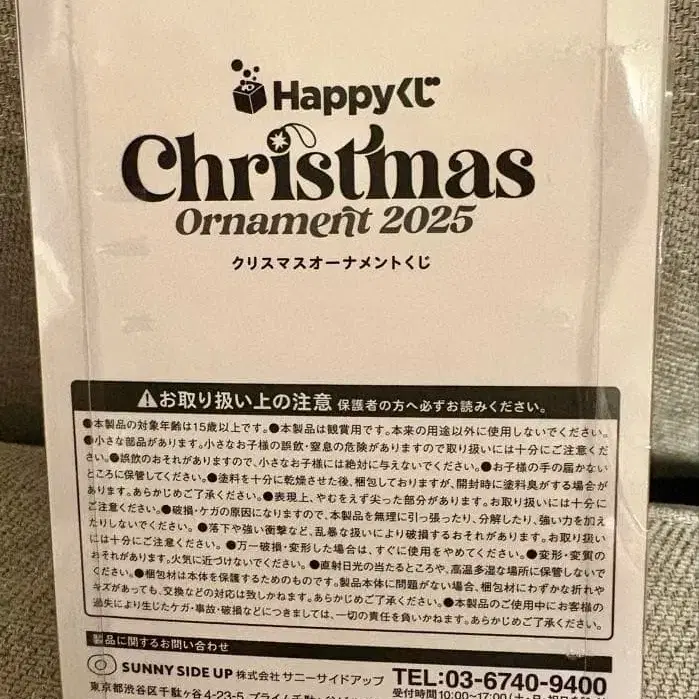 Happyくじ
Christmas
Ornament 2025
クリスマスオーナメントくじ
⚠お取り扱い上の注意 保護者の方へ必ずお読みください。
●本製品の対象年齢は15歳以上です。●本製品は観賞用です。本来の用途以外に使用しないでください。
●小さな部品があります。小さなお子様の誤飲・窒息の危険がありますので取り扱いには十分にご注意くださ
い。●誤飲のおそれがありますので、小さなお子様には絶対に与えないでください。●お子様の手の届かない
ところに保管してください。●塗料を十分に乾燥させた後、梱包しておりますが、開封時に塗料臭がする場合が
あります。あらかじめご了承ください。●表現上、やむをえず尖った部分があります。お取り扱いには十分に
ご注意ください。●破損・ケガの原因になりますので、本製品を無理に引っ張ったり、分解したり、強い力を加え
たりしないでください。●落下や強い衝撃など、乱暴な扱いにより破損するおそれがあります。お取り扱い
には十分にご注意ください。●万一破損・変形した場合は、すぐに使用をやめてください。●変形・変質の
おそれがあります。火気に近づけないでください。●直射日光の当たるところや、高温多湿な場所に保管しないで
ください。●梱包材は本体を保護するためのものです。製品本体に問題がない場合、梱包材にわずかな折れや
キズがあっても、交換などの対応は致しかねます。あらかじめご了承ください。●本製品のご使用中にお客様の
過失により生じたケガ・事故・破損などにつきましては、一切の責任を負いかねます。あらかじめご了承ください。
製品に関するお問い合わせ
SUNNY SIDE UP 株式会社 サニーサイドアップ
TEL:03-6740-9400
東京都渋谷区千駄ヶ谷4-23-5
受付時間10:00~17:00(土・日・祝日